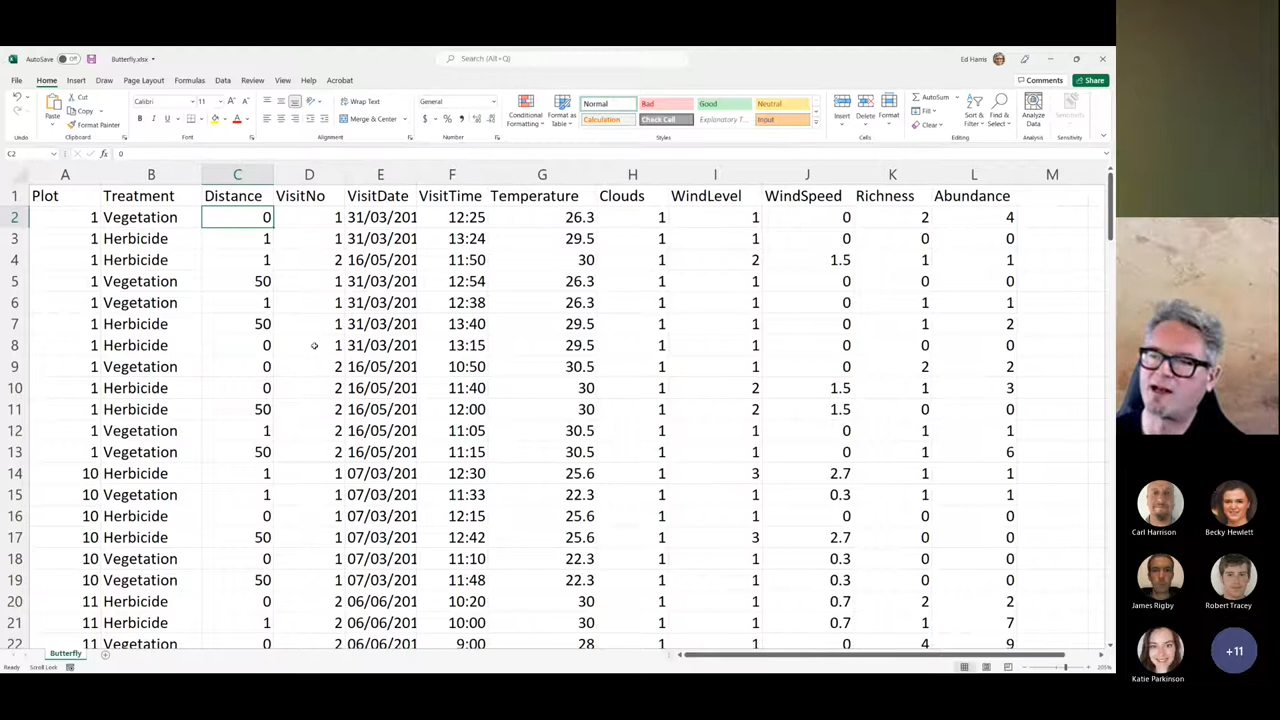 AutoSave Off Butterfly.xlsx Search (Alt+Q) Ed Harris
File Home Insert Draw Page Layout Formulas Data Review View Help Acrobat Comments Share
Cut Calibri 11 Wrap Text General Normal Bad Good Neutral AutoSum
Copy Fill
Paste Format Painter Merge & Center Conditional Formatting Format as Table Calculation Check Cell Explanatory T... Input Insert Delete Format Clear Sort & Filter Find & Select Analyze Data Sensitivity
Undo Clipboard Font Alignment Number Styles Cells Editing Analysis Sensitivity
C2 fx 0
A B C D E F G H I J K L M
1 Plot Treatment Distance VisitNo VisitDate VisitTime Temperature Clouds WindLevel WindSpeed Richness Abundance
2 1 Vegetation 0 1 31/03/201 12:25 26.3 1 1 0 2 4
3 1 Herbicide 1 1 31/03/201 13:24 29.5 1 1 0 0 0
4 1 Herbicide 1 2 16/05/201 11:50 30 1 2 1.5 1 1
5 1 Vegetation 50 1 31/03/201 12:54 26.3 1 1 0 0 0
6 1 Vegetation 1 1 31/03/201 12:38 26.3 1 1 0 1 1
7 1 Herbicide 50 1 31/03/201 13:40 29.5 1 1 0 1 2
8 1 Herbicide 0 1 31/03/201 13:15 29.5 1 1 0 0 0
9 1 Vegetation 0 2 16/05/201 10:50 30.5 1 1 0 2 2
10 1 Herbicide 0 2 16/05/201 11:40 30 1 2 1.5 1 3
11 1 Herbicide 50 2 16/05/201 12:00 30 1 2 1.5 0 0
12 1 Vegetation 1 2 16/05/201 11:05 30.5 1 1 0 1 1
13 1 Vegetation 50 2 16/05/201 11:15 30.5 1 1 0 1 6
14 10 Herbicide 1 1 07/03/201 12:30 25.6 1 3 2.7 1 1
15 10 Vegetation 1 1 07/03/201 11:33 22.3 1 1 0.3 1 1
16 10 Herbicide 0 1 07/03/201 12:15 25.6 1 1 0 0 0
17 10 Herbicide 50 1 07/03/201 12:42 25.6 1 3 2.7 0 0
18 10 Vegetation 0 1 07/03/201 11:10 22.3 1 1 0.3 0 0
19 10 Vegetation 50 1 07/03/201 11:48 22.3 1 1 0.3 0 0
20 11 Herbicide 0 2 06/06/201 10:20 30 1 1 0.7 2 2
21 11 Herbicide 1 2 06/06/201 10:00 30 1 1 0.7 1 7
22 11 Vegetation 0 2 06/06/201 9:00 28 1 1 0 4 9
Butterfly
Ready Scroll Lock 205%
Carl Harrison Becky Hewlett
James Rigby Robert Tracey
Katie Parkinson +11